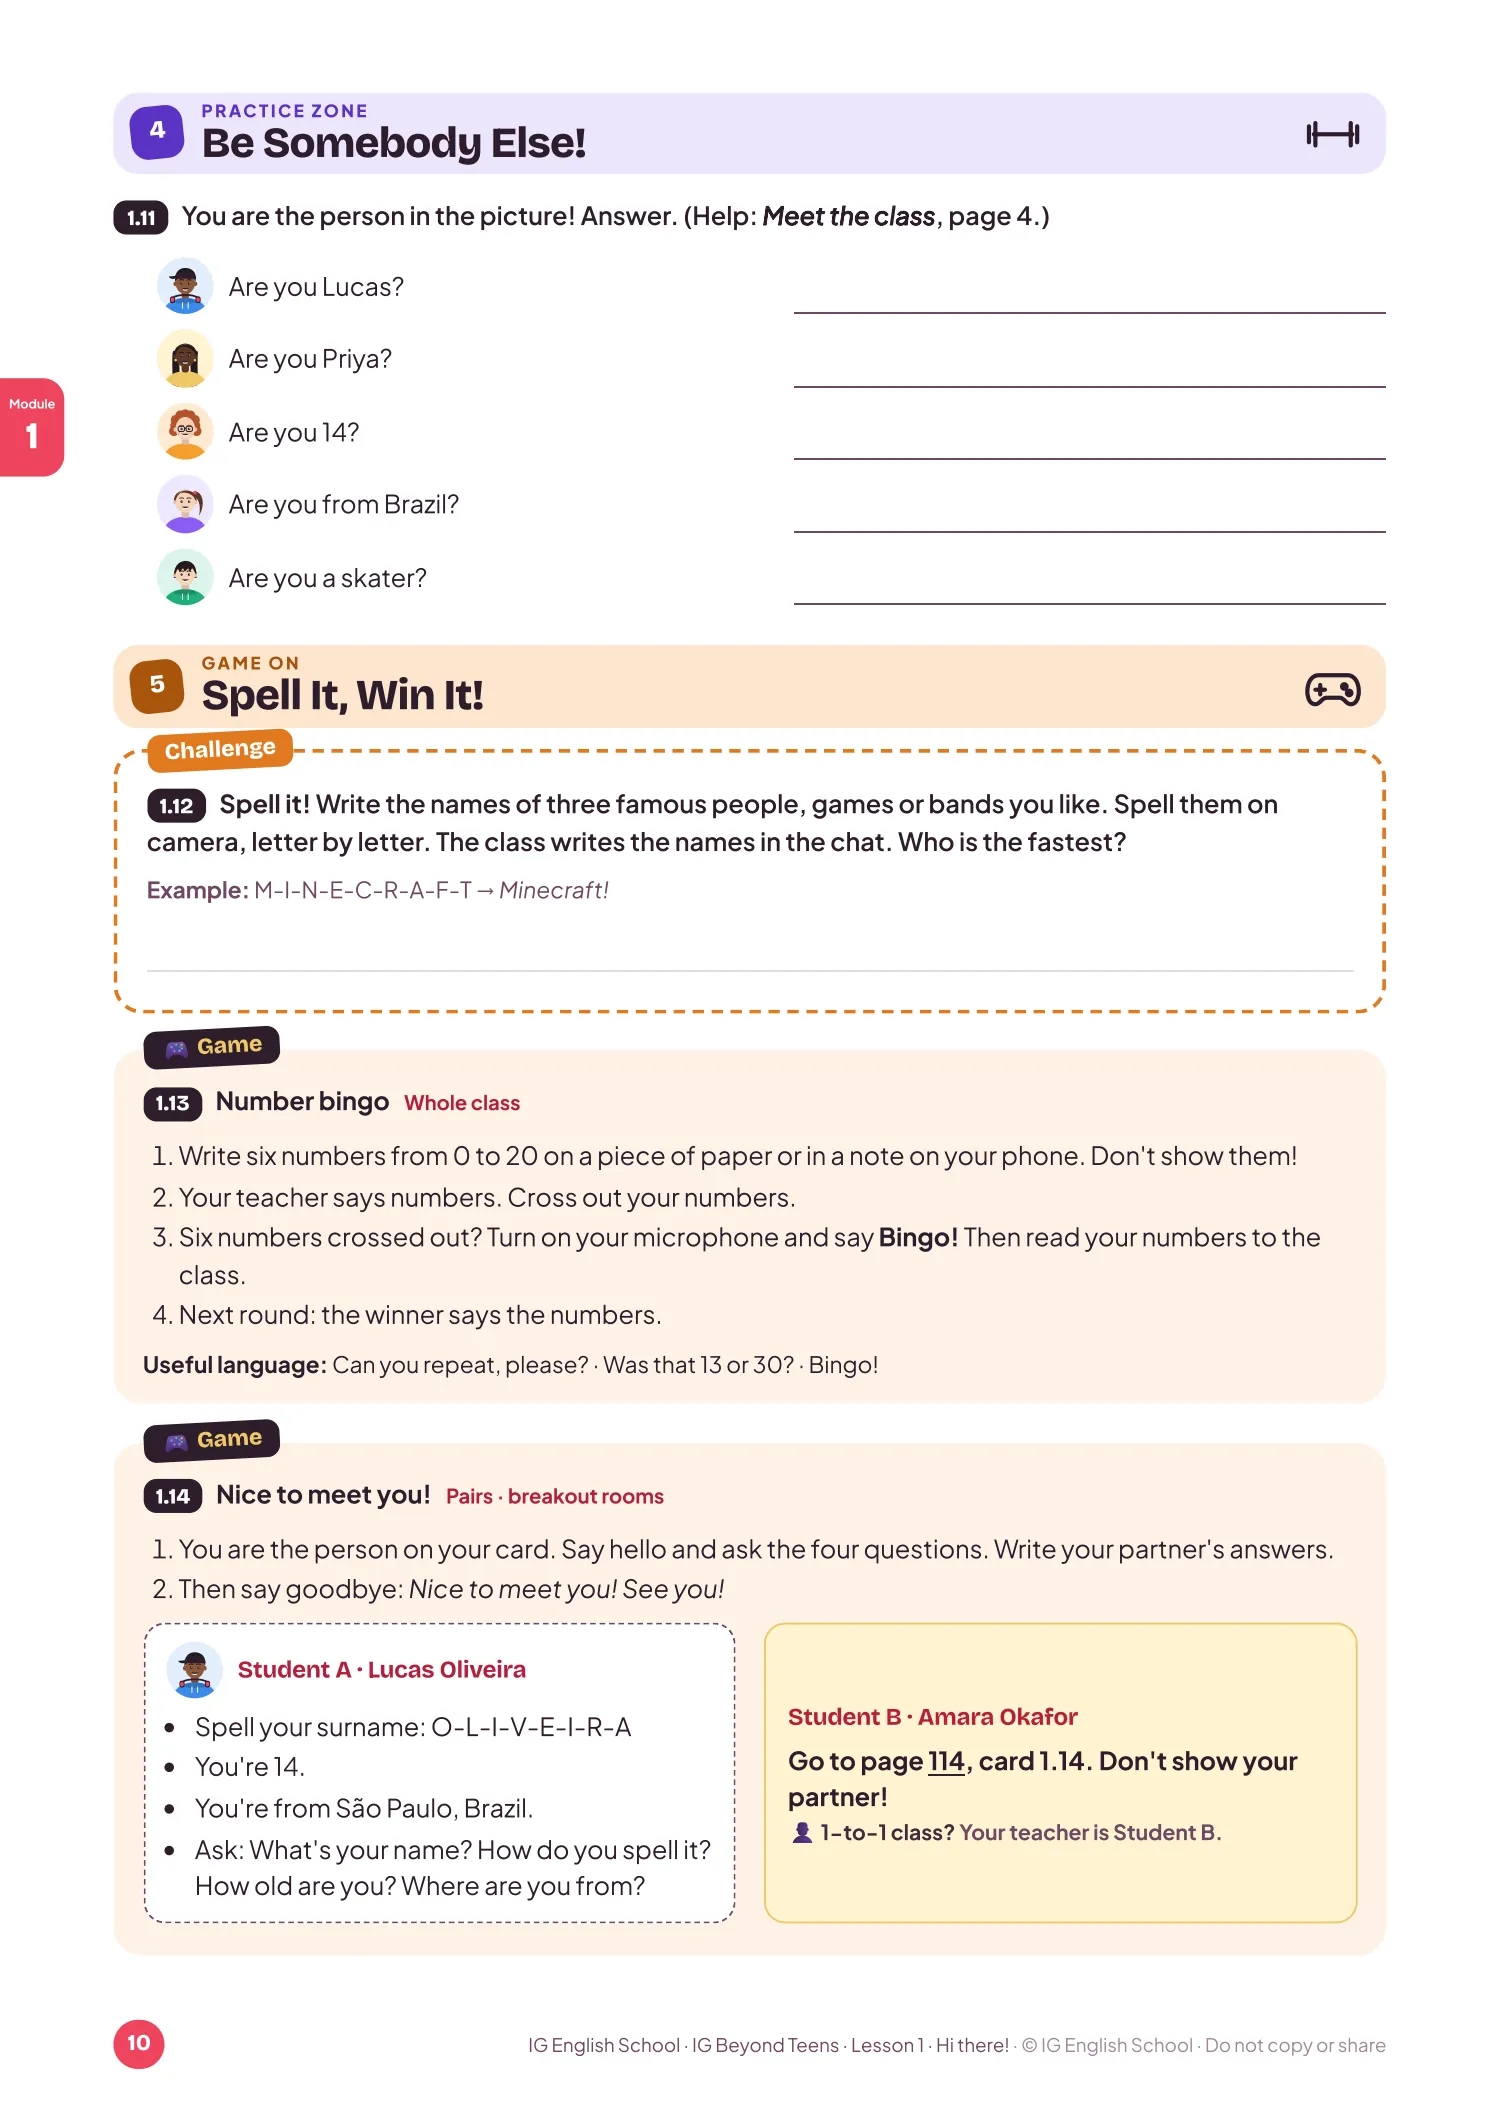 4
PRACTICE ZONE
Be Somebody Else!
1.11 You are the person in the picture! Answer. (Help: Meet the class, page 4.)
Are you Lucas?
Are you Priya?
Module
1
Are you 14?
Are you from Brazil?
Are you a skater?
5
GAME ON
Spell It, Win It!
Challenge
1.12 Spell it! Write the names of three famous people, games or bands you like. Spell them on
camera, letter by letter. The class writes the names in the chat. Who is the fastest?
Example: M-I-N-E-C-R-A-F-T → Minecraft!
Game
1.13 Number bingo Whole class
1. Write six numbers from 0 to 20 on a piece of paper or in a note on your phone. Don't show them!
2. Your teacher says numbers. Cross out your numbers.
3. Six numbers crossed out? Turn on your microphone and say Bingo! Then read your numbers to the
class.
4. Next round: the winner says the numbers.
Useful language: Can you repeat, please? · Was that 13 or 30? · Bingo!
Game
1.14 Nice to meet you! Pairs · breakout rooms
1. You are the person on your card. Say hello and ask the four questions. Write your partner's answers.
2. Then say goodbye: Nice to meet you! See you!
Student A · Lucas Oliveira
• Spell your surname: O-L-I-V-E-I-R-A
• You're 14.
• You're from São Paulo, Brazil.
• Ask: What's your name? How do you spell it?
How old are you? Where are you from?
Student B · Amara Okafor
Go to page 114, card 1.14. Don't show your
partner!
1-to-1 class? Your teacher is Student B.
10
IG English School · IG Beyond Teens · Lesson 1 · Hi there! · © IG English School · Do not copy or share